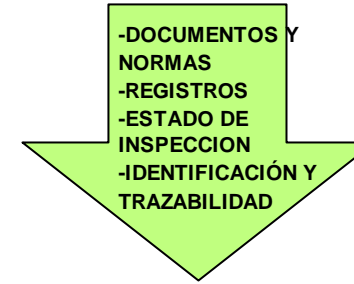 -DOCUMENTOS Y
NORMAS
-REGISTROS
-ESTADO DE
INSPECCION
-IDENTIFICACIÓN Y
TRAZABILIDAD